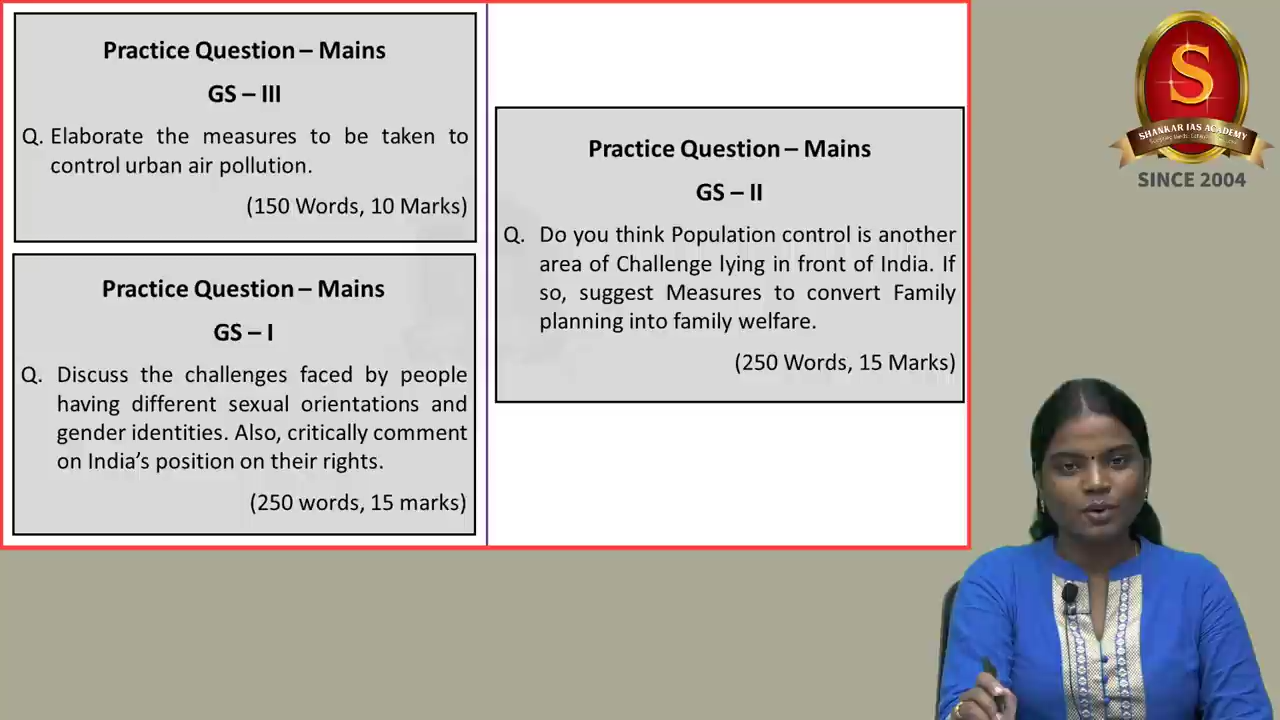 Practice Question – Mains
GS – III
Q. Elaborate the measures to be taken to
control urban air pollution.
(150 Words, 10 Marks)
Practice Question – Mains
GS – I
Q. Discuss the challenges faced by people
having different sexual orientations and
gender identities. Also, critically comment
on India’s position on their rights.
(250 words, 15 marks)
Practice Question – Mains
GS – II
Q. Do you think Population control is another
area of Challenge lying in front of India. If
so, suggest Measures to convert Family
planning into family welfare.
(250 Words, 15 Marks)
S
SHANKAR IAS ACADEMY
SINCE 2004